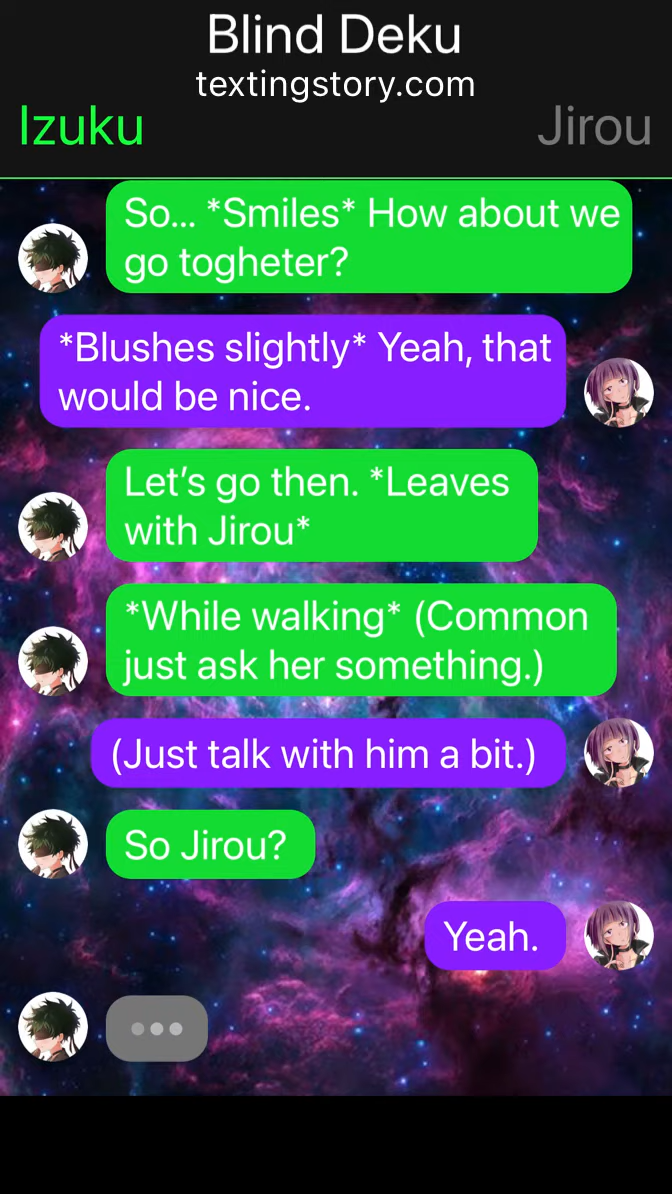 Blind Deku
textingstory.com
Izuku
Jirou
So... *Smiles* How about we
go togheter?
*Blushes slightly* Yeah, that
would be nice.
Let’s go then. *Leaves
with Jirou*
*While walking* (Common
just ask her something.)
(Just talk with him a bit.)
So Jirou?
Yeah.